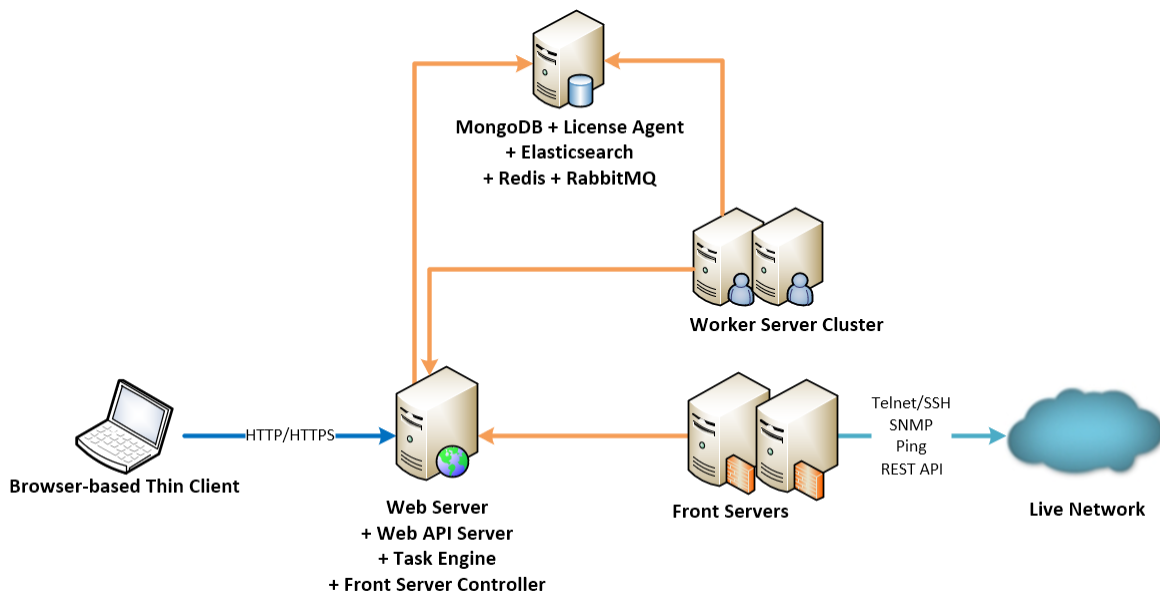 MongoDB + License Agent
+ Elasticsearch
+ Redis + RabbitMQ
Worker Server Cluster
HTTP/HTTPS
Browser-based Thin Client
Web Server
+ Web API Server
+ Task Engine
+ Front Server Controller
Front Servers
Telnet/SSH
SNMP
Ping
REST API
Live Network